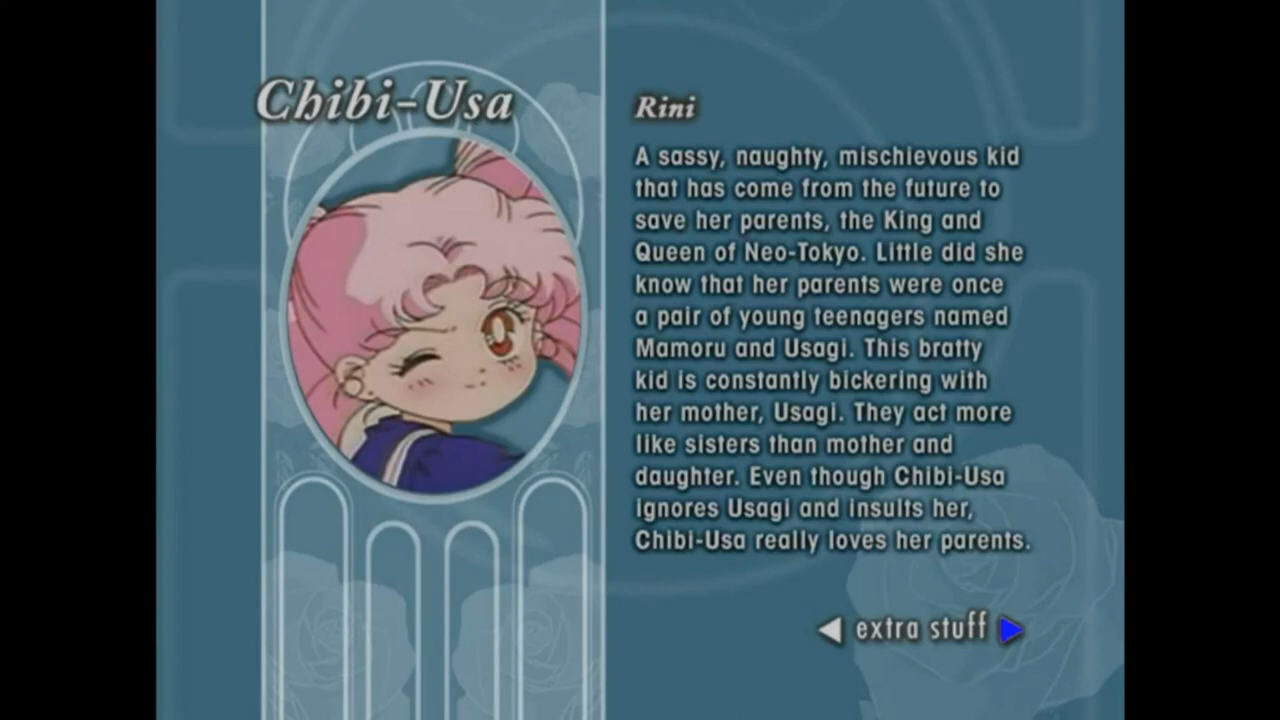 Chibi-Usa
Rini
A sassy, naughty, mischievous kid
that has come from the future to
save her parents, the King and
Queen of Neo-Tokyo. Little did she
know that her parents were once
a pair of young teenagers named
Mamoru and Usagi. This bratty
kid is constantly bickering with
her mother, Usagi. They act more
like sisters than mother and
daughter. Even though Chibi-Usa
ignores Usagi and insults her,
Chibi-Usa really loves her parents.
extra stuff